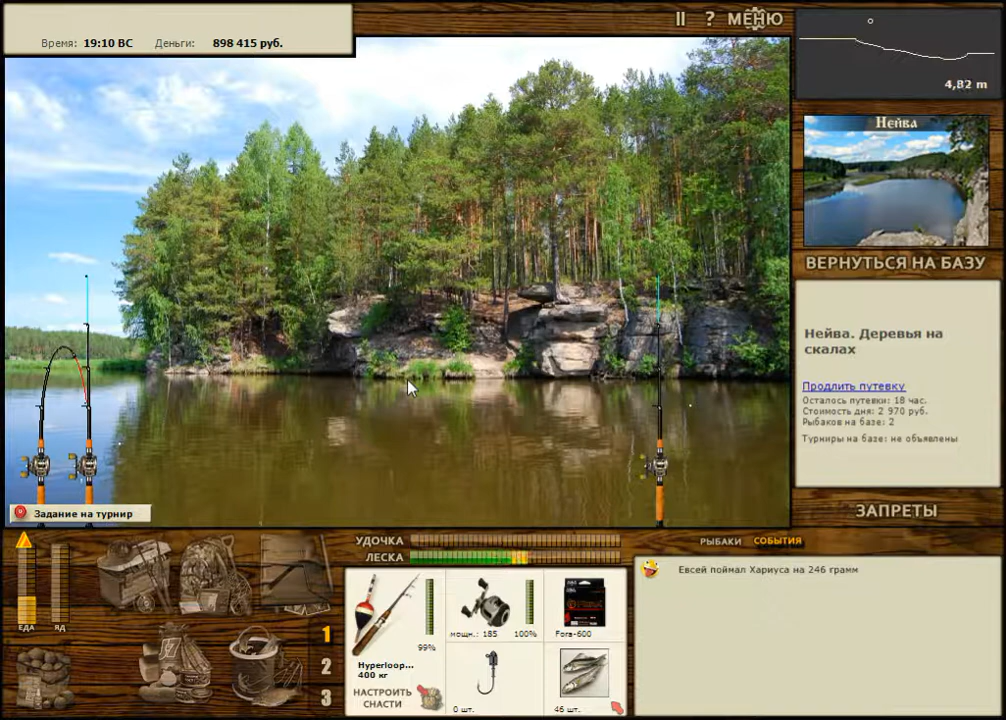 Время: 19:10 ВС Деньги: 898 415 руб.
II ? МЕНЮ
4,82 m
Нейва
ВЕРНУТЬСЯ НА БАЗУ
Нейва. Деревья на
скалах
Продлить путевку
Осталось путевки: 18 час.
Стоимость дня: 2 970 руб.
Рыбаков на базе: 2
Турниры на базе: не объявлены
ЗАПРЕТЫ
Задание на турнир
УДОЧКА
ЛЕСКА
РЫБАКИ СОБЫТИЯ
Евсей поймал Хариуса на 246 грамм
ЕДА ЯД
1
2
3
99%
Hyperloop...
400 кг
НАСТРОИТЬ
СНАСТИ
мощн.: 185 100%
Fora-600
0 шт.
46 шт.